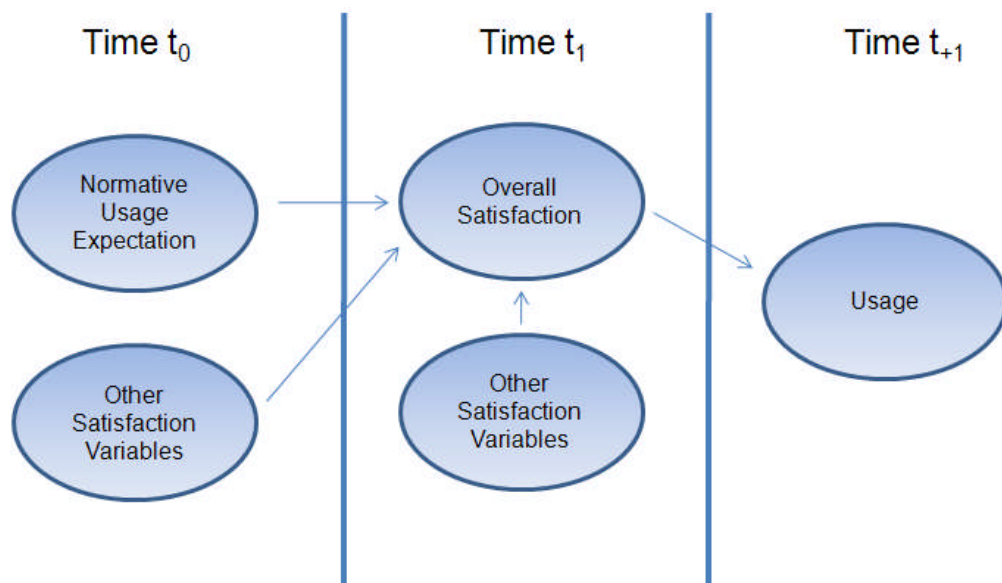 Time t₀
Time t₁
Time t₊₁
Normative
Usage
Expectation
Overall
Satisfaction
Usage
Other
Satisfaction
Variables
Other
Satisfaction
Variables